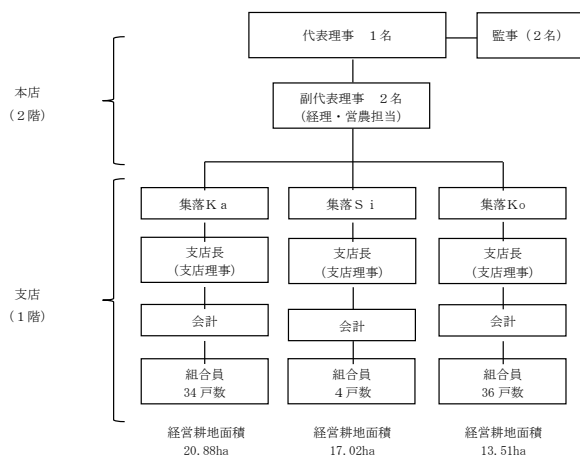 代表理事 1名
監事（2名）
本店
（2階）
副代表理事 2名
（経理・営農担当）
集落Ka
集落Si
集落Ko
支店長
（支店理事）
支店長
（支店理事）
支店長
（支店理事）
支店
（1階）
会計
会計
会計
組合員
34戸数
組合員
4戸数
組合員
36戸数
経営耕地面積
20.88ha
経営耕地面積
17.02ha
経営耕地面積
13.51ha